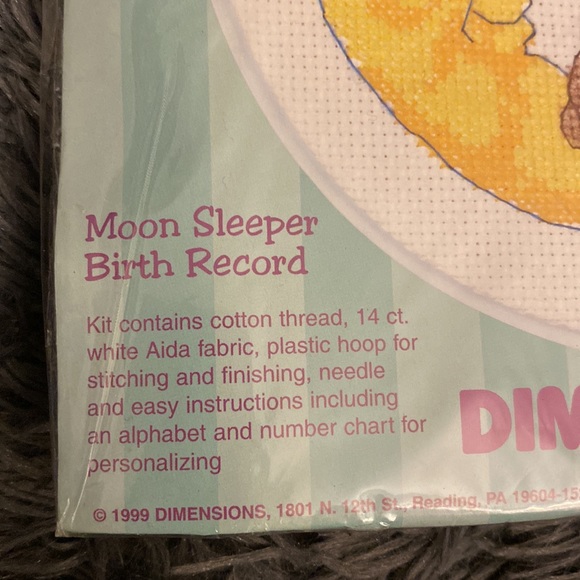 Moon Sleeper
Birth Record
Kit contains cotton thread, 14 ct.
white Aida fabric, plastic hoop for
stitching and finishing, needle
and easy instructions including
an alphabet and number chart for
personalizing
DIM
© 1999 DIMENSIONS, 1801 N. 12th St., Reading, PA 19604-15